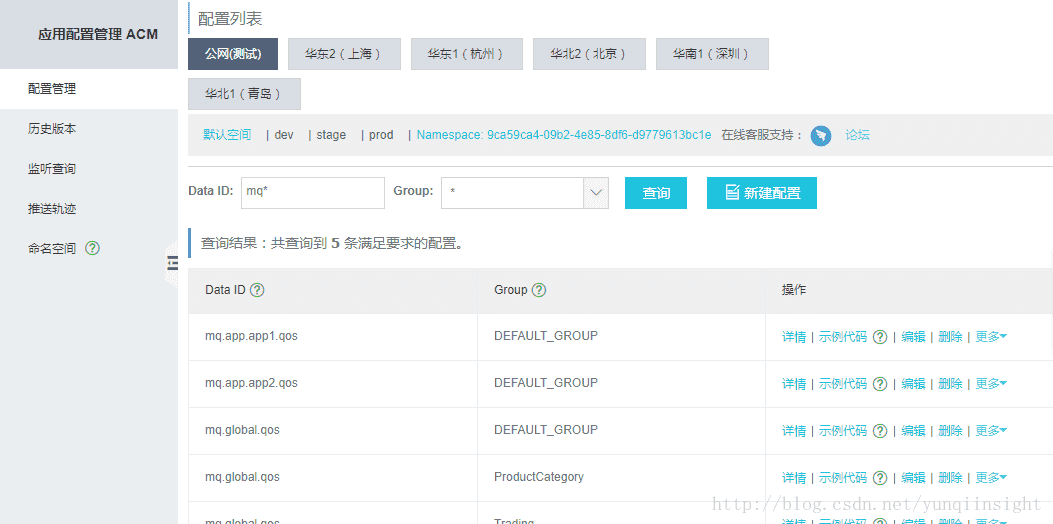 应用配置管理 ACM
配置管理
历史版本
监听查询
推送轨迹
命名空间 ?
配置列表
公网(测试) 华东2（上海） 华东1（杭州） 华北2（北京） 华南1（深圳）
华北1（青岛）
默认空间 | dev | stage | prod | Namespace: 9ca59ca4-09b2-4e85-8df6-d9779613bc1e 在线客服支持： 论坛
Data ID: mq* Group: * 查询 新建配置
查询结果：共查询到 5 条满足要求的配置。
Data ID ? Group ? 操作
mq.app.app1.qos DEFAULT_GROUP 详情 | 示例代码 ? | 编辑 | 删除 | 更多
mq.app.app2.qos DEFAULT_GROUP 详情 | 示例代码 ? | 编辑 | 删除 | 更多
mq.global.qos DEFAULT_GROUP 详情 | 示例代码 ? | 编辑 | 删除 | 更多
mq.global.qos ProductCategory 详情 | 示例代码 ? | 编辑 | 删除 | 更多
mq.global.qos Trading 详情 | 示例代码 ? | 编辑 | 删除 | 更多
http://blog.csdn.net/yunqiinsight